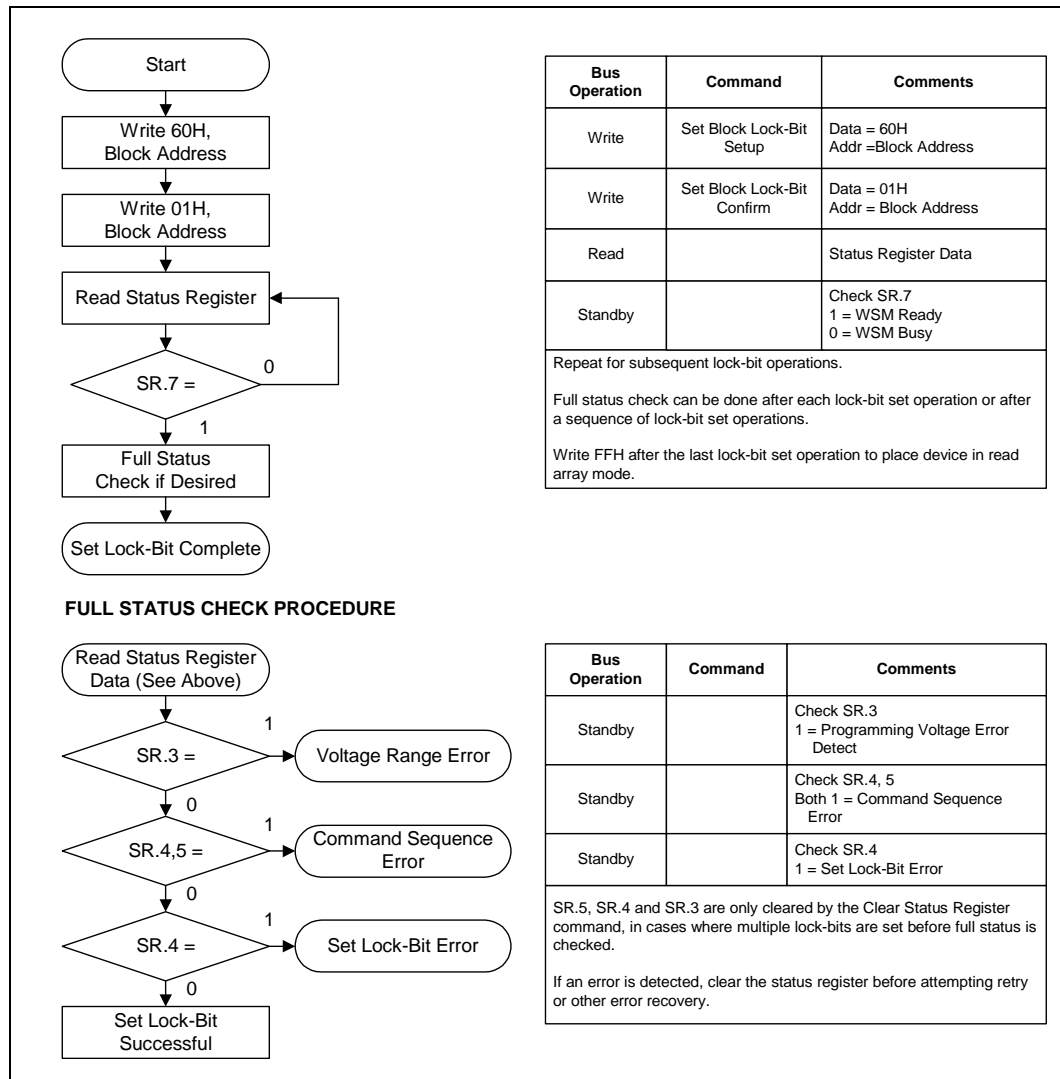 Start
Write 60H,
Block Address
Write 01H,
Block Address
Read Status Register
0
SR.7 =
1
Full Status
Check if Desired
Set Lock-Bit Complete
Bus
Operation
Command
Comments
Write
Set Block Lock-Bit
Setup
Data = 60H
Addr =Block Address
Write
Set Block Lock-Bit
Confirm
Data = 01H
Addr = Block Address
Read
Status Register Data
Standby
Check SR.7
1 = WSM Ready
0 = WSM Busy
Repeat for subsequent lock-bit operations.
Full status check can be done after each lock-bit set operation or after
a sequence of lock-bit set operations.
Write FFH after the last lock-bit set operation to place device in read
array mode.
FULL STATUS CHECK PROCEDURE
Read Status Register
Data (See Above)
1
SR.3 =
Voltage Range Error
0
1
SR.4,5 =
Command Sequence
Error
0
1
SR.4 =
Set Lock-Bit Error
0
Set Lock-Bit
Successful
Bus
Operation
Command
Comments
Standby
Check SR.3
1 = Programming Voltage Error
Detect
Standby
Check SR.4, 5
Both 1 = Command Sequence
Error
Standby
Check SR.4
1 = Set Lock-Bit Error
SR.5, SR.4 and SR.3 are only cleared by the Clear Status Register
command, in cases where multiple lock-bits are set before full status is
checked.
If an error is detected, clear the status register before attempting retry
or other error recovery.